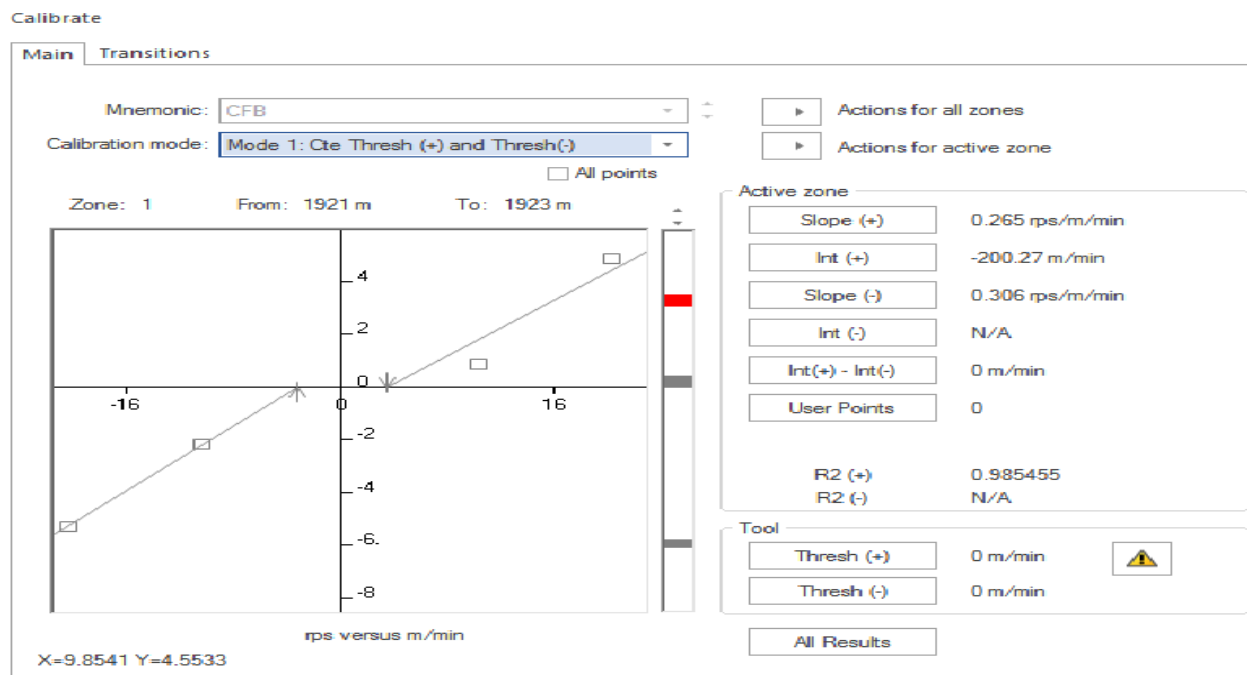 Calibrate
Main Transitions
Mnemonic: CFB
Actions for all zones
Calibration mode: Mode 1: Cte Thresh (+) and Thresh(-)
Actions for active zone
All points
Zone: 1 From: 1921 m To: 1923 m
4
2
0
-16 0 16
-2
-4
-6.
-8
rps versus m/min
X=9.8541 Y=4.5533
Active zone
Slope (+) 0.265 rps/m/min
Int (+) -200.27 m/min
Slope (-) 0.306 rps/m/min
Int (-) N/A
Int(+) - Int(-) 0 m/min
User Points 0
R2 (+) 0.985455
R2 (-) N/A
Tool
Thresh (+) 0 m/min
Thresh (-) 0 m/min
All Results